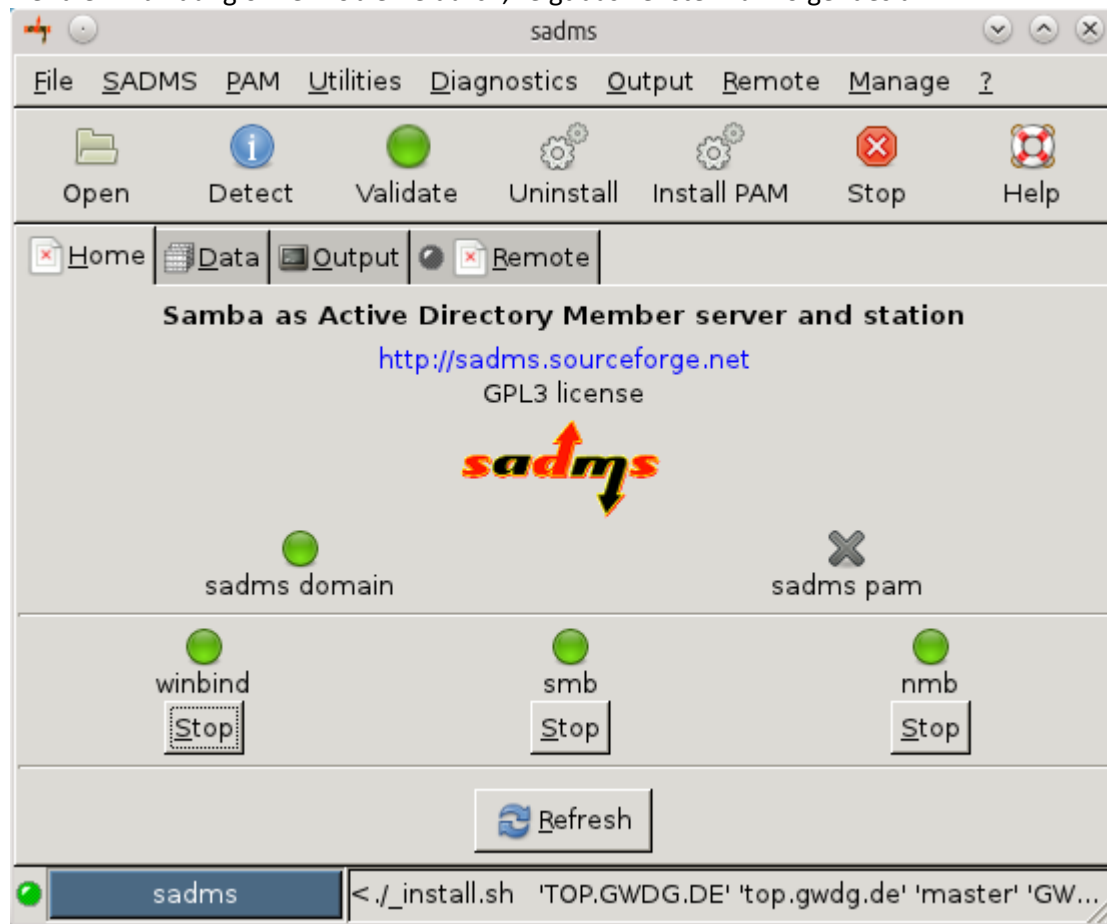 sadms
File SADMS PAM Utilities Diagnostics Output Remote Manage ?
Open Detect Validate Uninstall Install PAM Stop Help
Home Data Output Remote
Samba as Active Directory Member server and station
http://sadms.sourceforge.net
GPL3 license
sadms
sadms domain sadms pam
winbind smb nmb
Stop Stop Stop
Refresh
sadms <./_install.sh 'TOP.GWDG.DE' 'top.gwdg.de' 'master' 'GW...